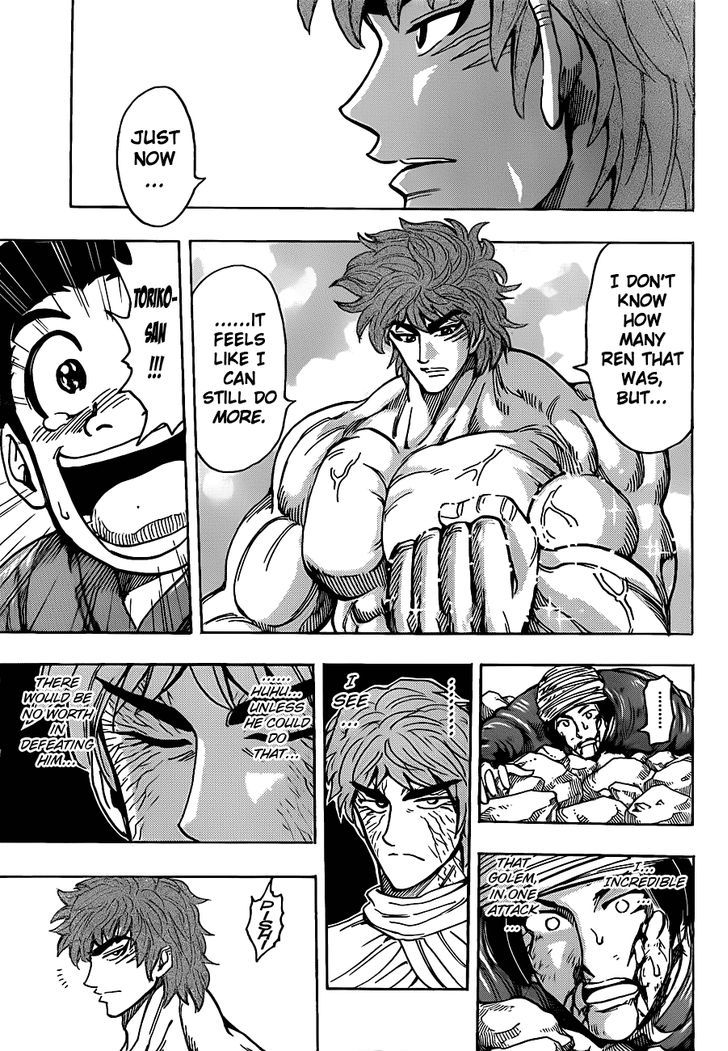 JUST
NOW
...
I DON'T
KNOW
HOW
MANY
REN THAT
WAS,
BUT...
......IT
FEELS
LIKE I
CAN
STILL DO
MORE.
TORIKO-
SAN
!!!
.........
I...
INCREDIBLE
...
THAT
GOLEM,
IN ONE
ATTACK
...
.........
I
SEE
...
......
HUHU...
UNLESS
HE COULD
DO
THAT...
THERE
WOULD BE
NO WORTH
IN
DEFEATING
HIM...
PISH